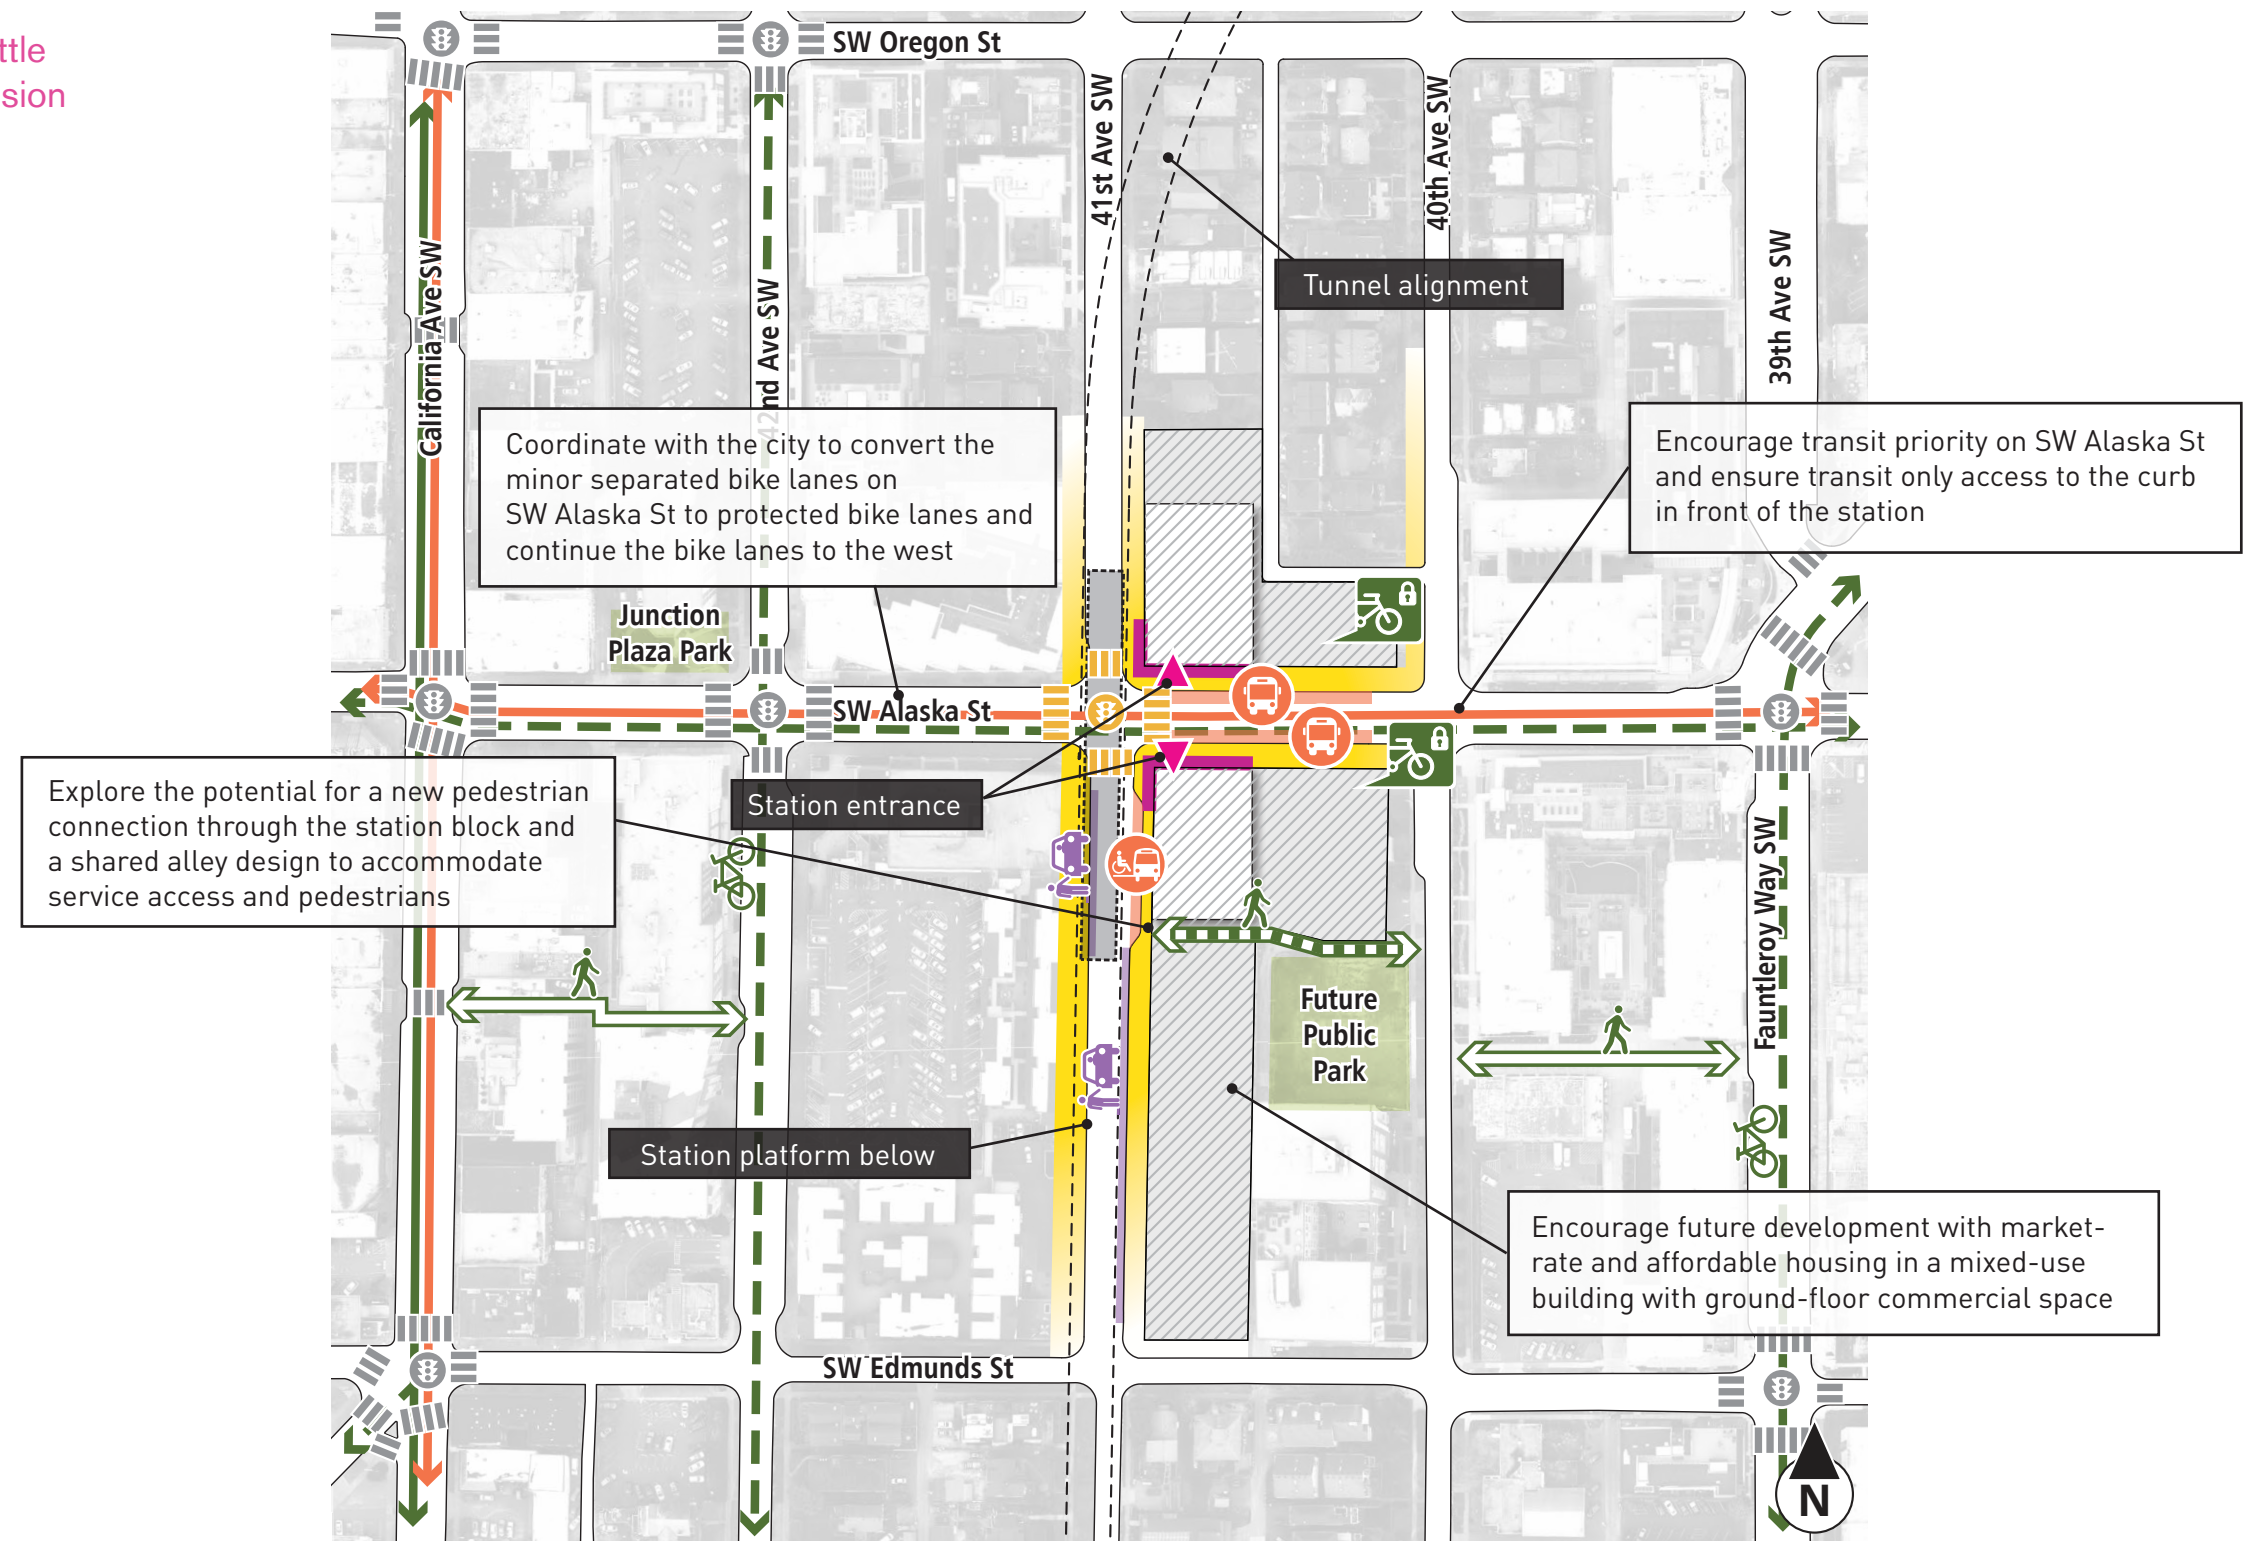 ttle
sion
SW Oregon St
41st Ave SW
40th Ave SW
39th Ave SW
California Ave SW
42nd Ave SW
Tunnel alignment
Coordinate with the city to convert the
minor separated bike lanes on
SW Alaska St to protected bike lanes and
continue the bike lanes to the west
Encourage transit priority on SW Alaska St
and ensure transit only access to the curb
in front of the station
Junction
Plaza Park
SW Alaska St
Explore the potential for a new pedestrian
connection through the station block and
a shared alley design to accommodate
service access and pedestrians
Station entrance
Fauntleroy Way SW
Future
Public
Park
Station platform below
Encourage future development with market-
rate and affordable housing in a mixed-use
building with ground-floor commercial space
SW Edmunds St
N